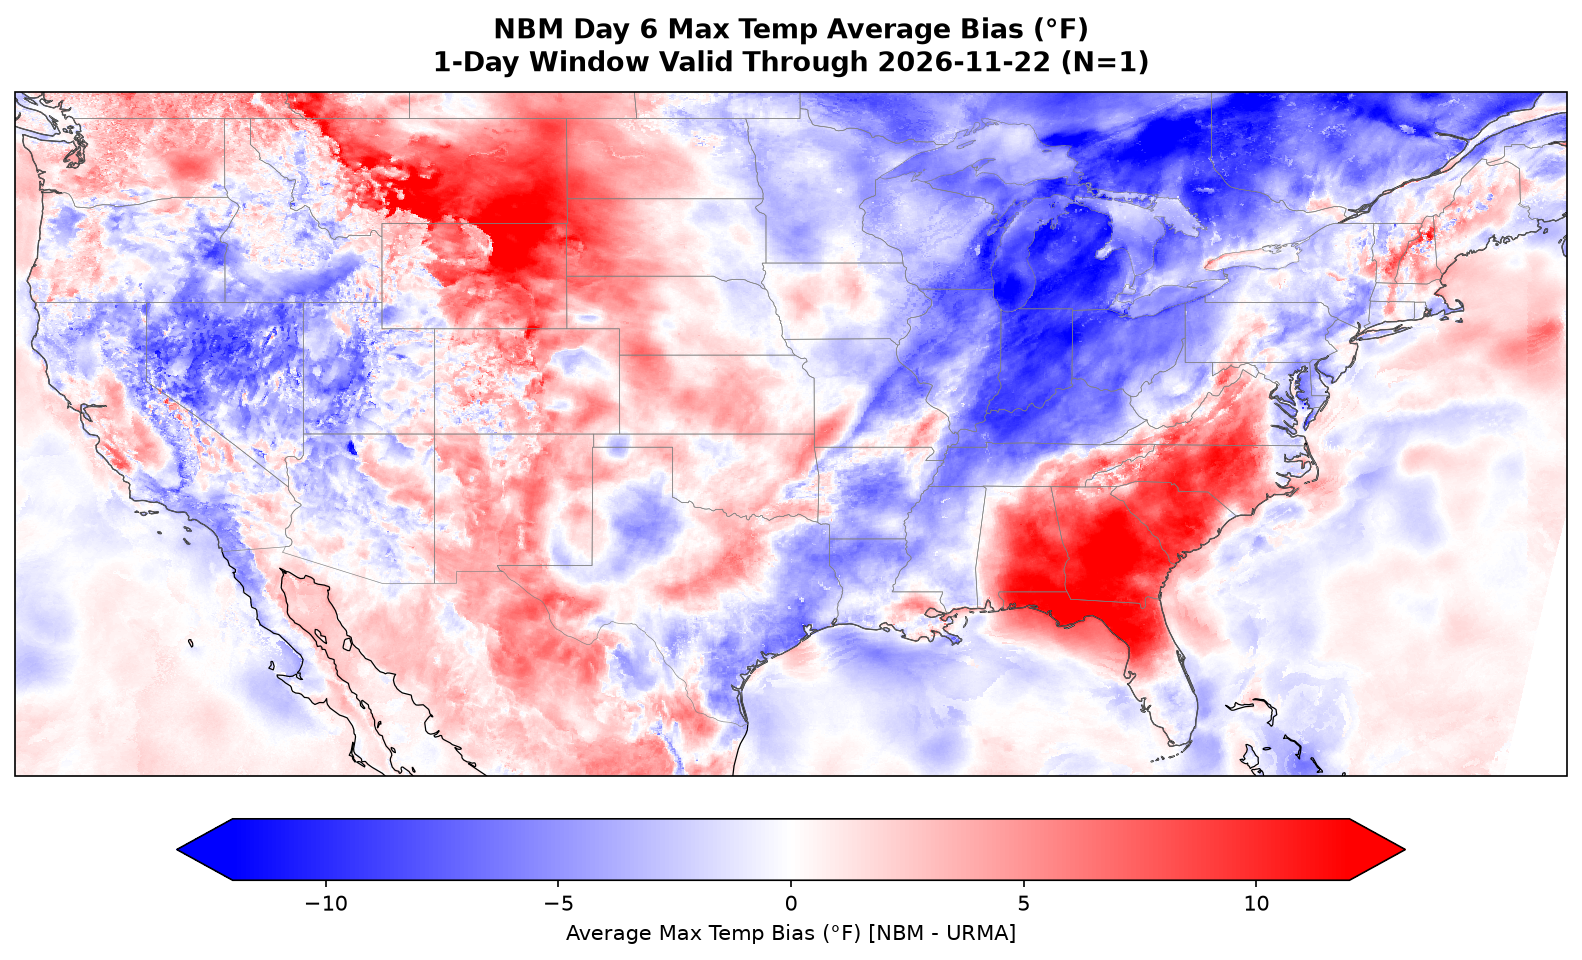 NBM Day 6 Max Temp Average Bias (°F)
1-Day Window Valid Through 2026-11-22 (N=1)
−10 −5 0 5 10
Average Max Temp Bias (°F) [NBM - URMA]